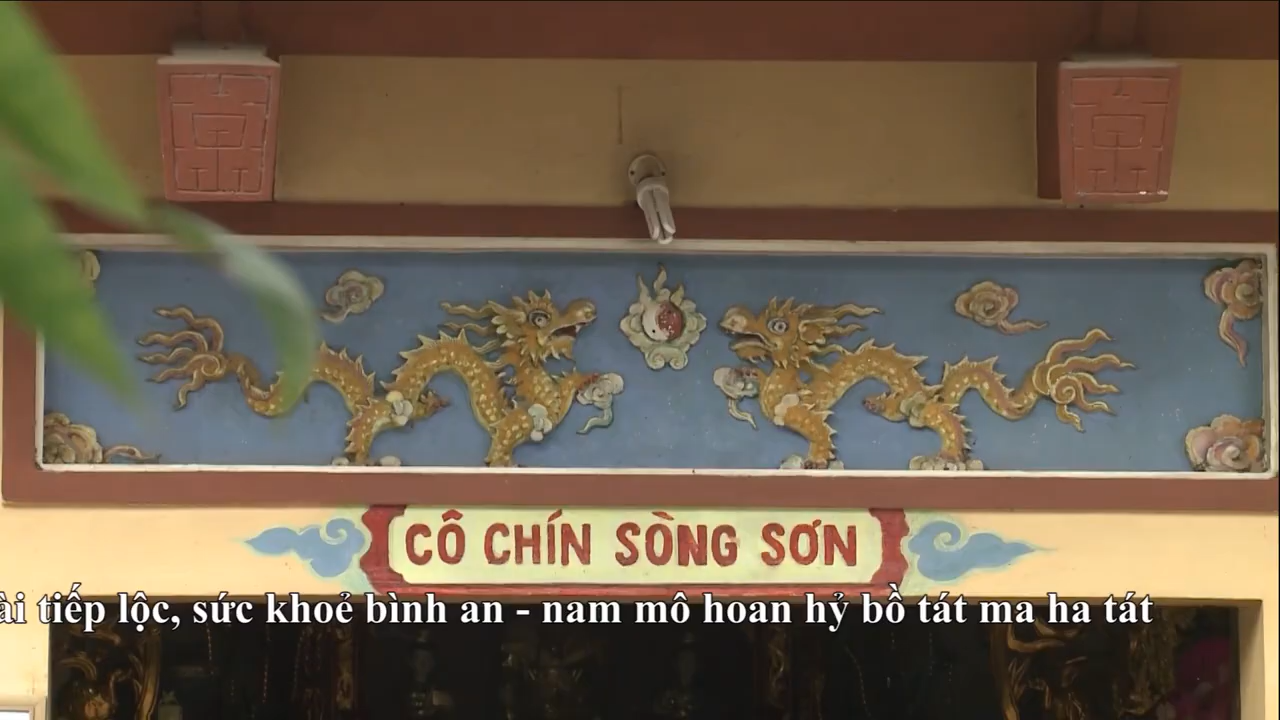 CÔ CHÍN SÒNG SƠN
tiếp lộc, sức khoẻ bình an - nam mô hoan hỷ bồ tát ma ha tát